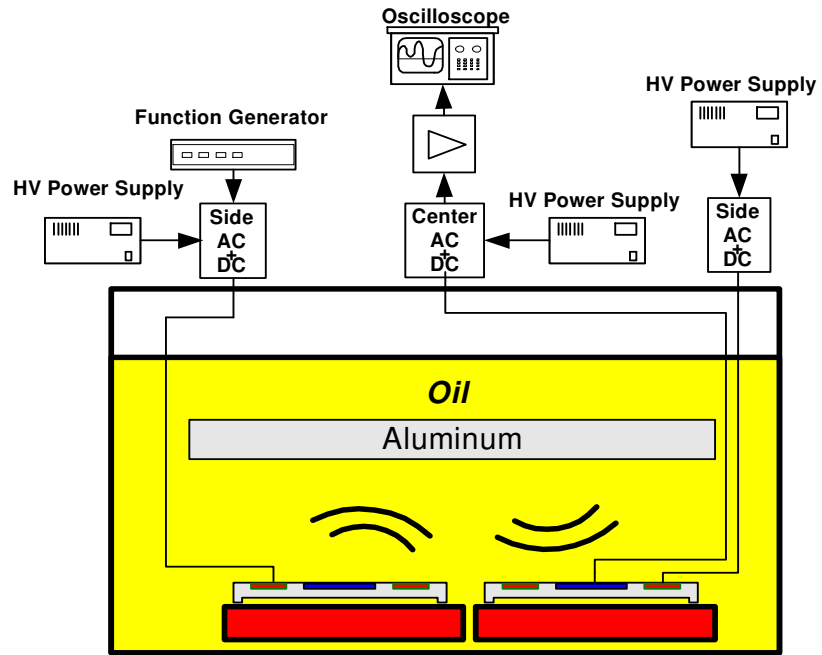 Oscilloscope
HV Power Supply
Function Generator
HV Power Supply
Side
AC
+
DC
Center
AC
+
DC
HV Power Supply
Side
AC
+
DC
Oil
Aluminum